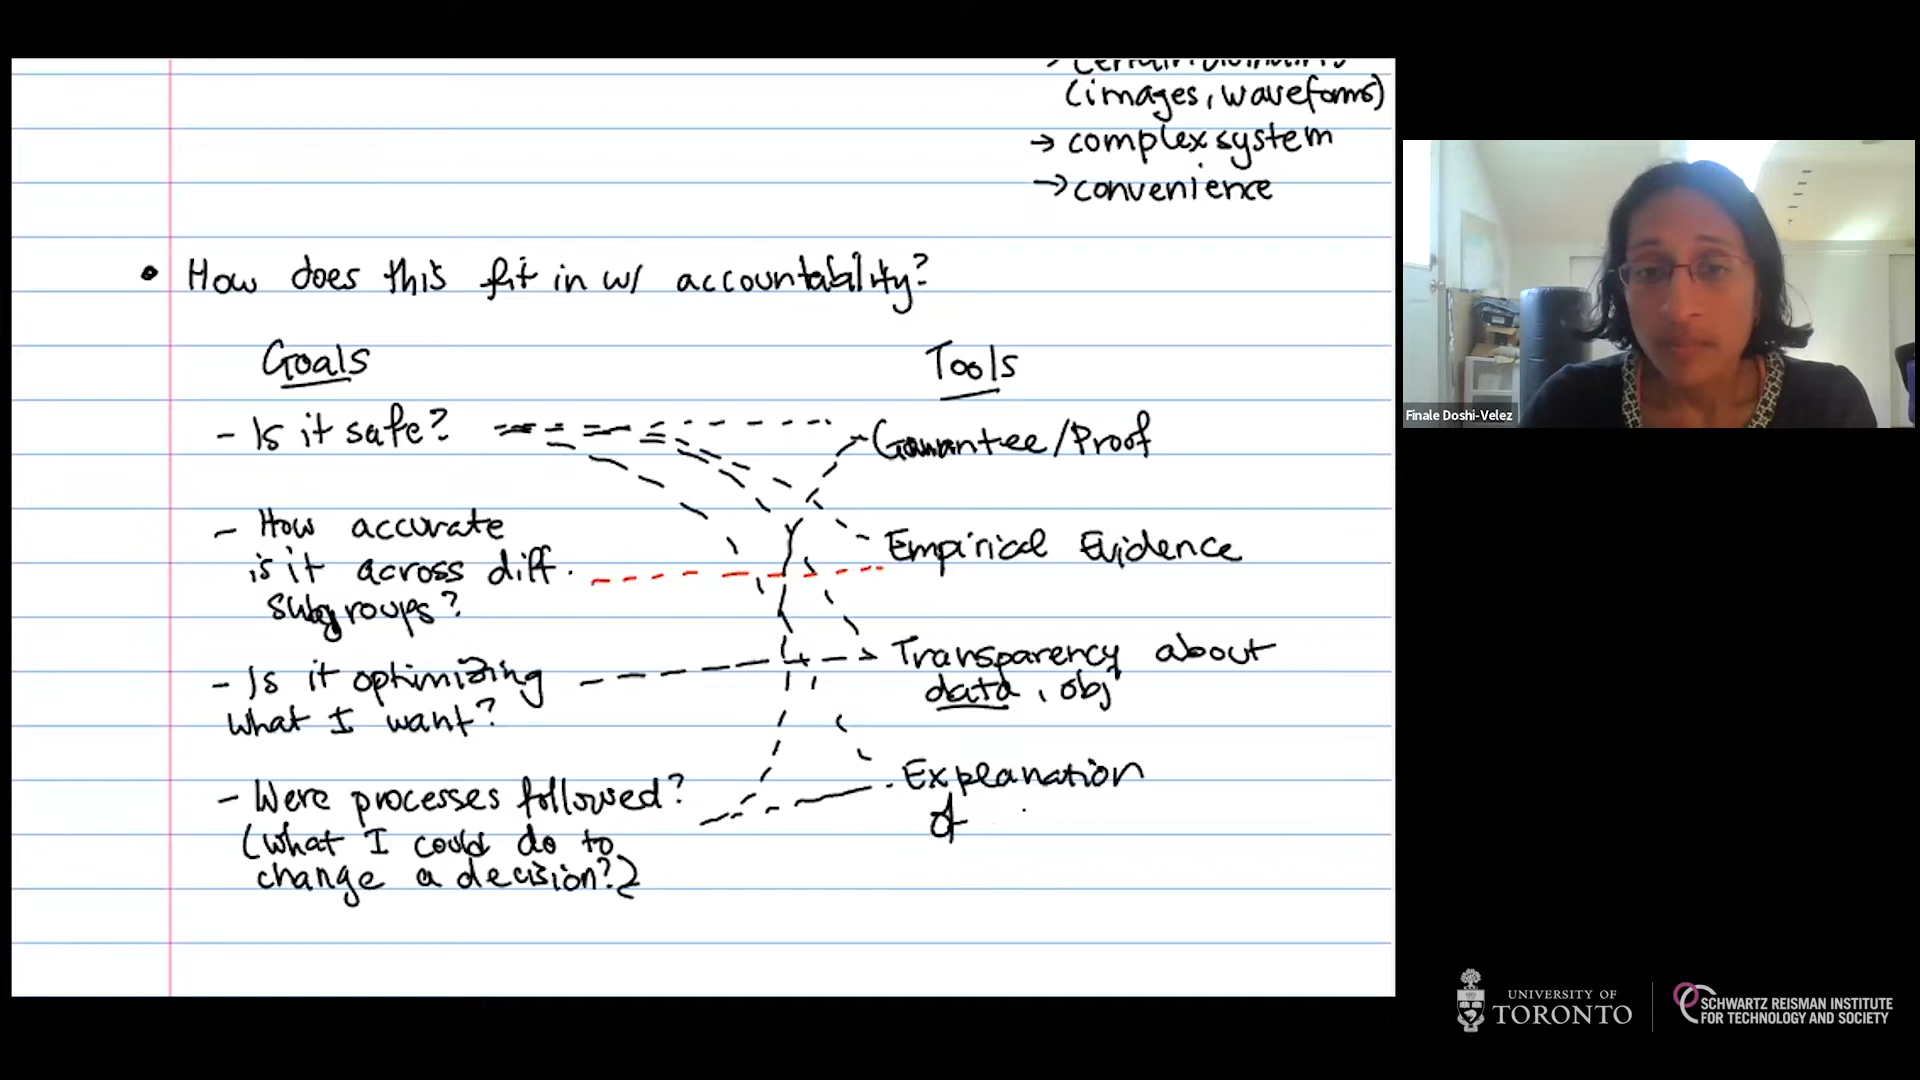 (images, waveforms)
→ complex system
→ convenience
• How does this fit in w/ accountability?
Goals
Tools
- Is it safe?
Guarantee/Proof
- How accurate
is it across diff.
subgroups?
Empirical Evidence
- Is it optimizing
what I want?
Transparency about
data, obj
- Were processes followed?
(what I could do to
change a decision?)
Explanation
of
Finale Doshi-Velez
UNIVERSITY OF
TORONTO
SCHWARTZ REISMAN INSTITUTE
FOR TECHNOLOGY AND SOCIETY